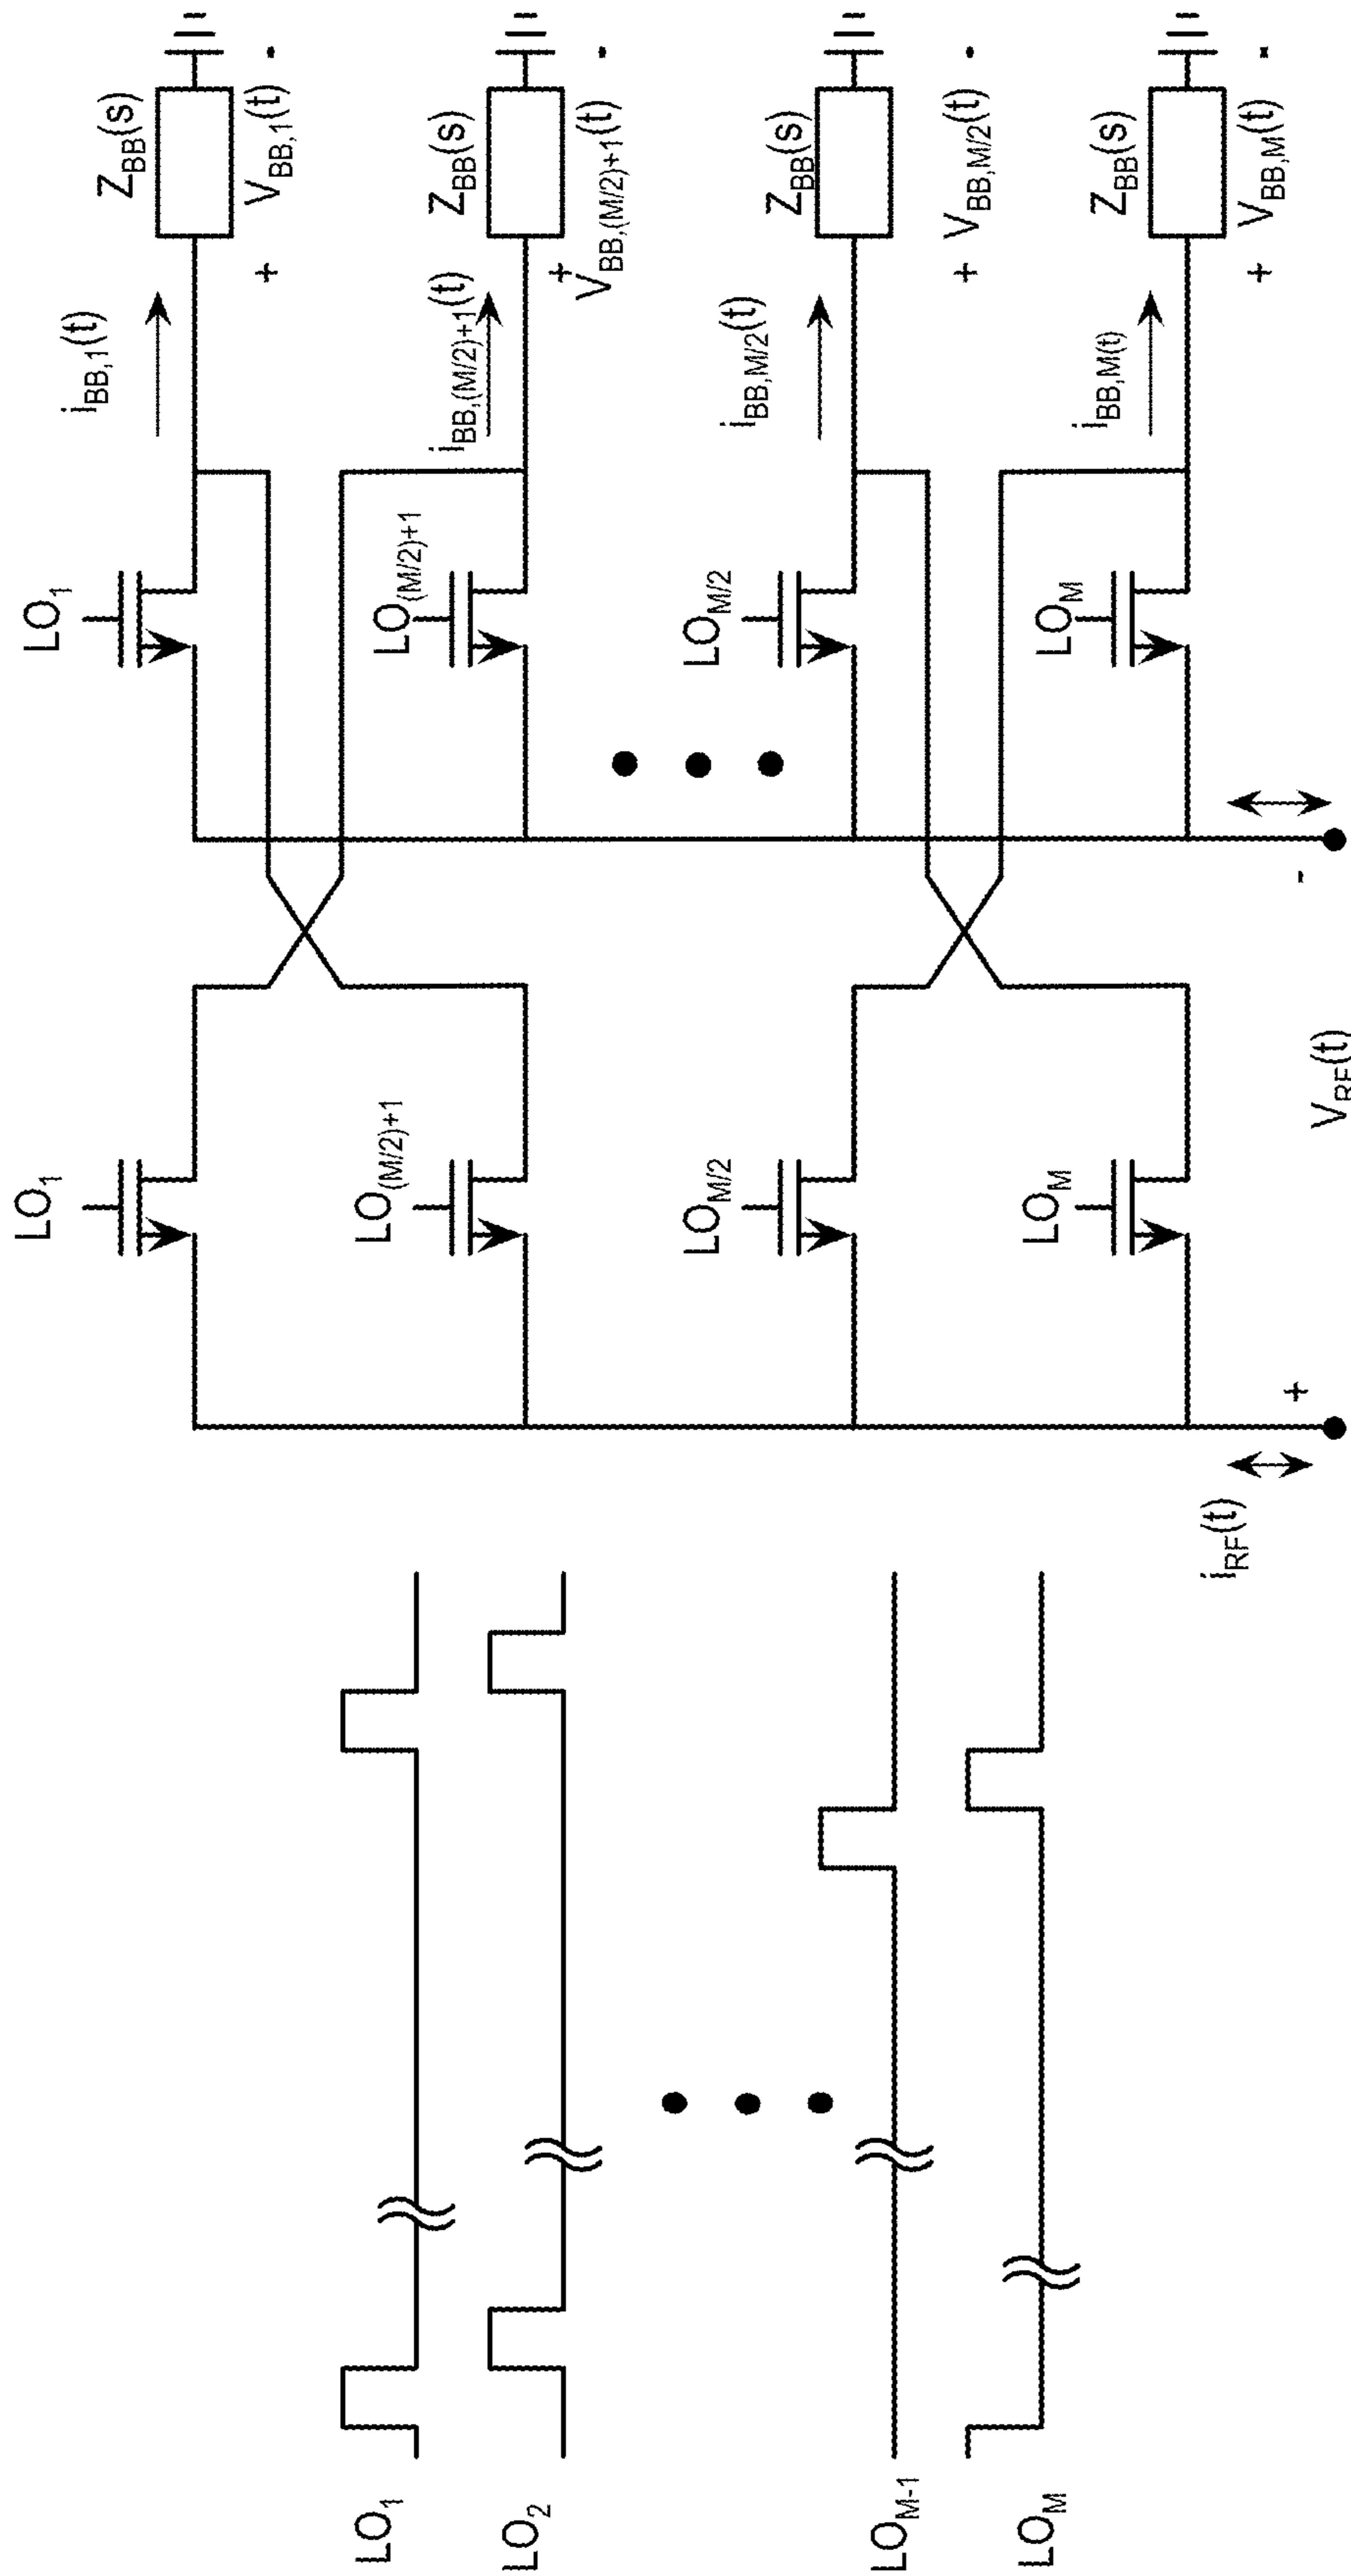 LO1
LO2
LOM-1
LOM
iRF(t)
+
VRF(t)
-
LO1
LO(M/2)+1
LOM/2
LOM
LO1
LO(M/2)+1
LOM/2
LOM
iBB,1(t)
iBB,(M/2)+1(t)
iBB,M/2(t)
iBB,M(t)
ZBB(s)
+ VBB,1(t) -
ZBB(s)
+ VBB,(M/2)+1(t) -
ZBB(s)
+ VBB,M/2(t) -
ZBB(s)
+ VBB,M(t) -